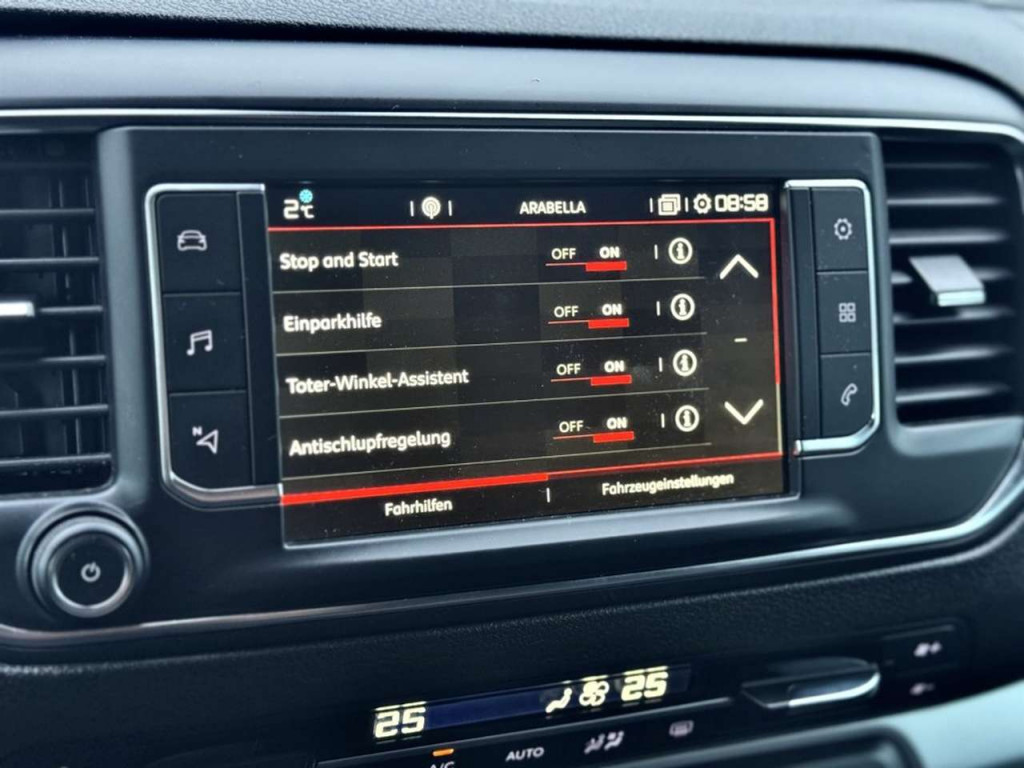 2°C ARABELLA 08:58
Stop and Start OFF ON
Einparkhilfe OFF ON
Toter-Winkel-Assistent OFF ON
Antischlupfregelung OFF ON
Fahrhilfen Fahrzeugeinstellungen
N
25 25
A/C AUTO